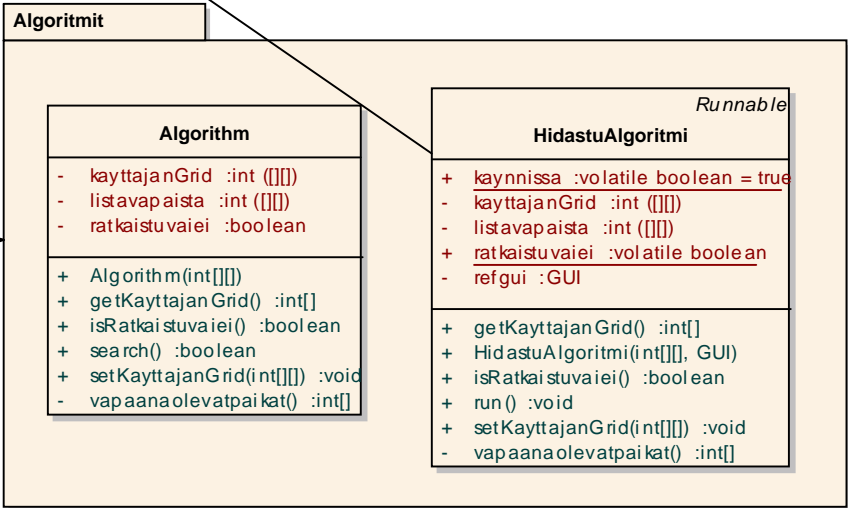 Algoritmit
Algorithm
- kayttajanGrid :int ([][])
- listavapaista :int ([][])
- ratkaistuvaiei :boolean
+ Algorithm(int[][])
+ getKayttajanGrid() :int[]
+ isRatkaistuvaiei() :boolean
+ search() :boolean
+ setKayttajanGrid(int[][]) :void
- vapaanaolevatpaikat() :int[]
Runnable
HidastuAlgoritmi
+ kaynnissa :volatile boolean = true
- kayttajanGrid :int ([][])
- listavapaista :int ([][])
+ ratkaistuvaiei :volatile boolean
- refgui :GUI
+ getKayttajanGrid() :int[]
+ HidastuAlgoritmi(int[][], GUI)
+ isRatkaistuvaiei() :boolean
+ run() :void
+ setKayttajanGrid(int[][]) :void
- vapaanaolevatpaikat() :int[]